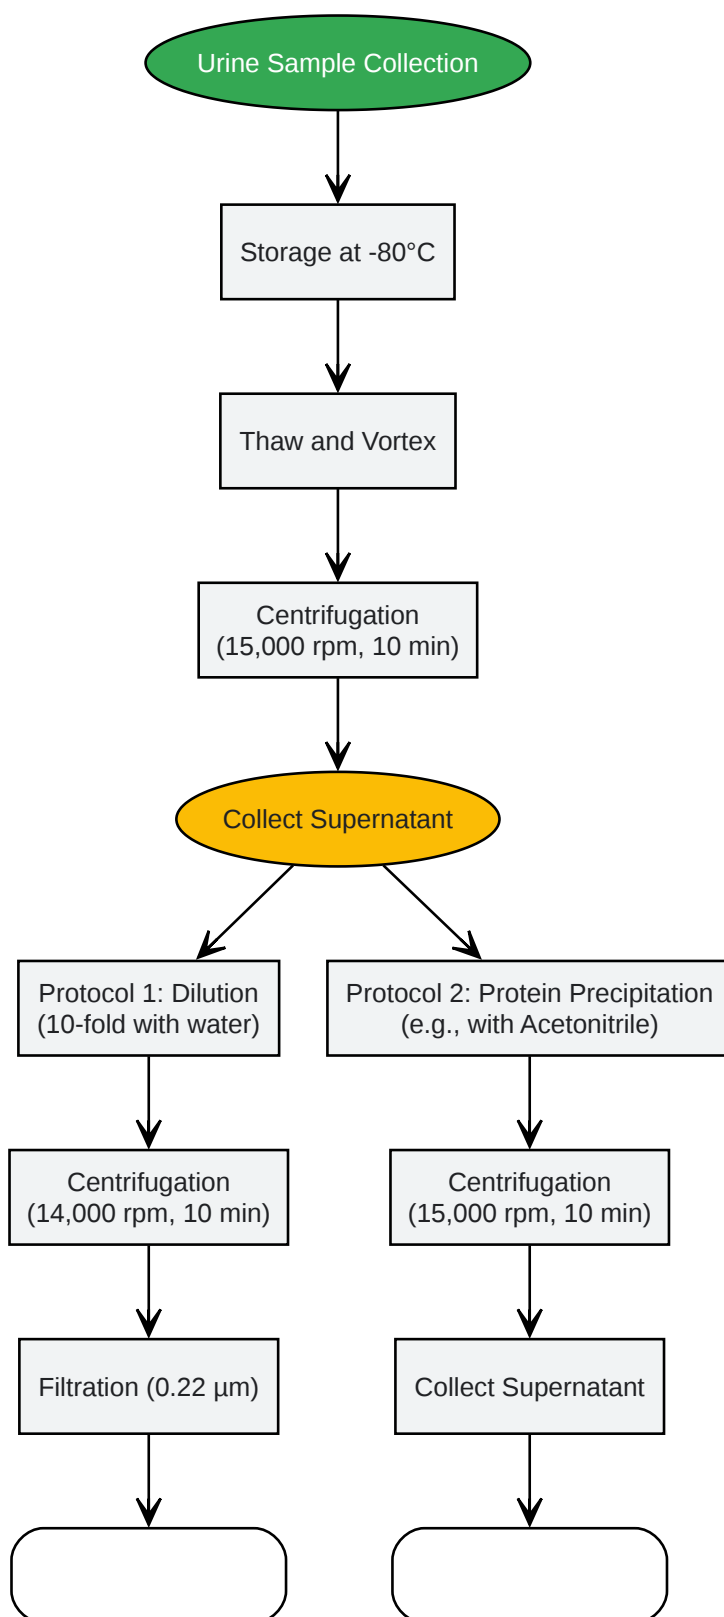 Urine Sample Collection
Storage at -80°C
Thaw and Vortex
Centrifugation
(15,000 rpm, 10 min)
Collect Supernatant
Protocol 1: Dilution
(10-fold with water)
Protocol 2: Protein Precipitation
(e.g., with Acetonitrile)
Centrifugation
(14,000 rpm, 10 min)
Centrifugation
(15,000 rpm, 10 min)
Filtration (0.22 µm)
Collect Supernatant